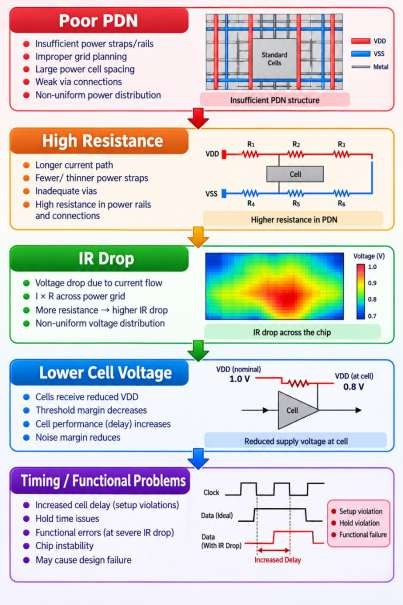 Poor PDN
Insufficient power straps/rails
Improper grid planning
Large power cell spacing
Weak via connections
Non-uniform power distribution
Standard
Cells
VDD
VSS
Metal
Insufficient PDN structure
High Resistance
Longer current path
Fewer/ thinner power straps
Inadequate vias
High resistance in power rails
and connections
R₁ R₂ R₃
VDD
Cell
VSS
R₄ R₅ R₆
Higher resistance in PDN
IR Drop
Voltage drop due to current flow
I × R across power grid
More resistance → higher IR drop
Non-uniform voltage distribution
Voltage (V)
1.0
0.9
0.8
0.7
IR drop across the chip
Lower Cell Voltage
Cells receive reduced VDD
Threshold margin decreases
Cell performance (delay) increases
Noise margin reduces
VDD (nominal)
1.0 V
VDD (at cell)
0.8 V
Cell
Reduced supply voltage at cell
Timing / Functional Problems
Increased cell delay (setup violations)
Hold time issues
Functional errors (at severe IR drop)
Chip instability
May cause design failure
Clock
Data (Ideal)
Data
(With IR Drop)
Increased Delay
Setup violation
Hold violation
Functional failure